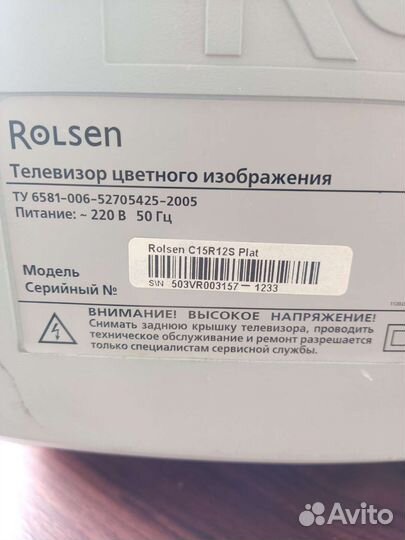 ROLSEN
Телевизор цветного изображения
ТУ 6581-006-52705425-2005
Питание: ~ 220 В 50 Гц
Rolsen C15R12S Plat
Модель
Серийный №
S\N 503VR003157-1233
ВНИМАНИЕ! ВЫСОКОЕ НАПРЯЖЕНИЕ!
Снимать заднюю крышку телевизора, проводить
техническое обслуживание и ремонт разрешается
только специалистам сервисной службы.
Avito